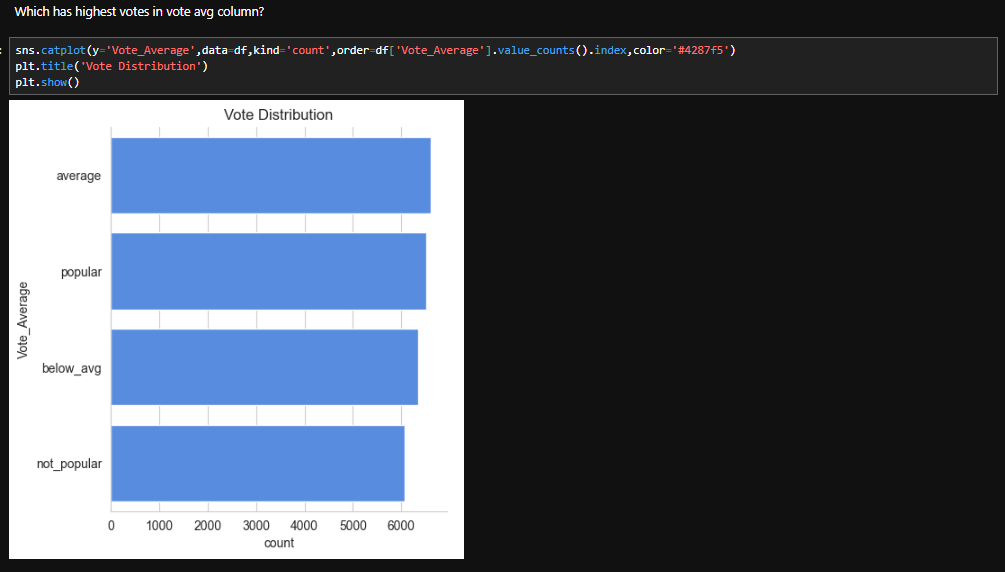 Which has highest votes in vote avg column?
:
sns.catplot(y='Vote_Average',data=df,kind='count',order=df['Vote_Average'].value_counts().index,color='#4287f5')
plt.title('Vote Distribution')
plt.show()
Vote Distribution
average
popular
below_avg
not_popular
Vote_Average
0 1000 2000 3000 4000 5000 6000
count